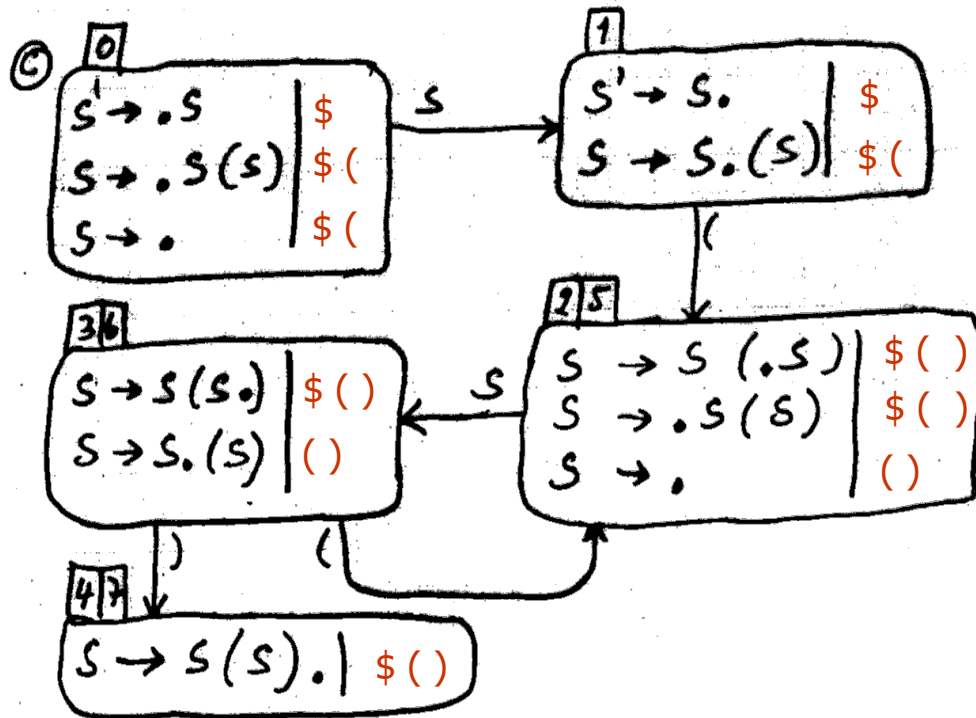 © 0
S' → .S | $
S → .S(S) | $ (
S → . | $ (
S
1
S' → S. | $
S → S.(S) | $ (
(
2 5
S → S(.S) | $ ( )
S → .S(S) | $ ( )
S → . | ( )
S
3 6
S → S(S.) | $ ( )
S → S.(S) | ( )
)
(
4 7
S → S(S). | $ ( )